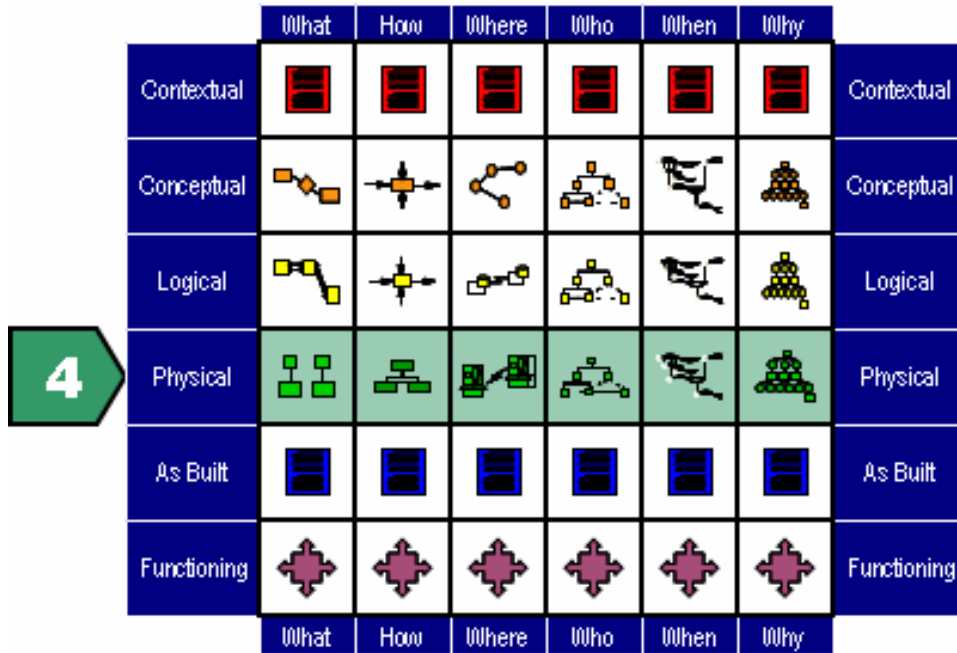 What How Where Who When Why
Contextual Contextual
Conceptual Conceptual
Logical Logical
4 Physical Physical
As Built As Built
Functioning Functioning
What How Where Who When Why